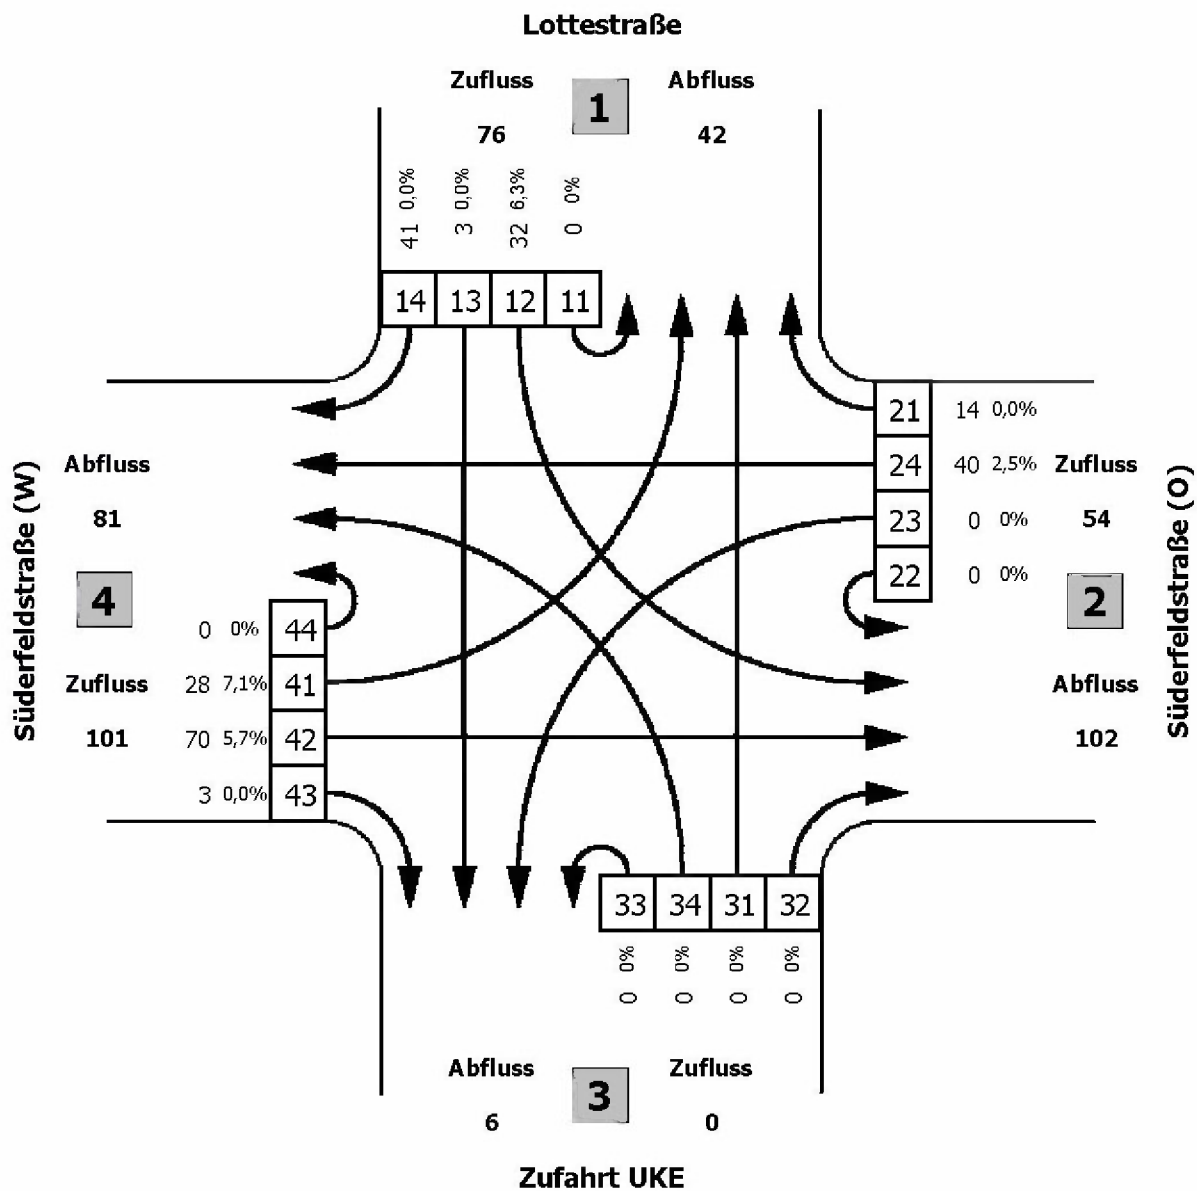 Lottestraße
Zufluss 1 Abfluss
76 42
41 0,0%
3 0,0%
32 6,3%
0 0%
14 13 12 11
21 14 0,0%
24 40 2,5% Zufluss
23 0 0% 54
22 0 0%
2
Abfluss
102
Süderfeldstraße (O)
Süderfeldstraße (W)
Abfluss
81
4
0 0% 44
Zufluss 28 7,1% 41
101 70 5,7% 42
3 0,0% 43
33 34 31 32
0 0%
0 0%
0 0%
0 0%
Abfluss 3 Zufluss
6 0
Zufahrt UKE